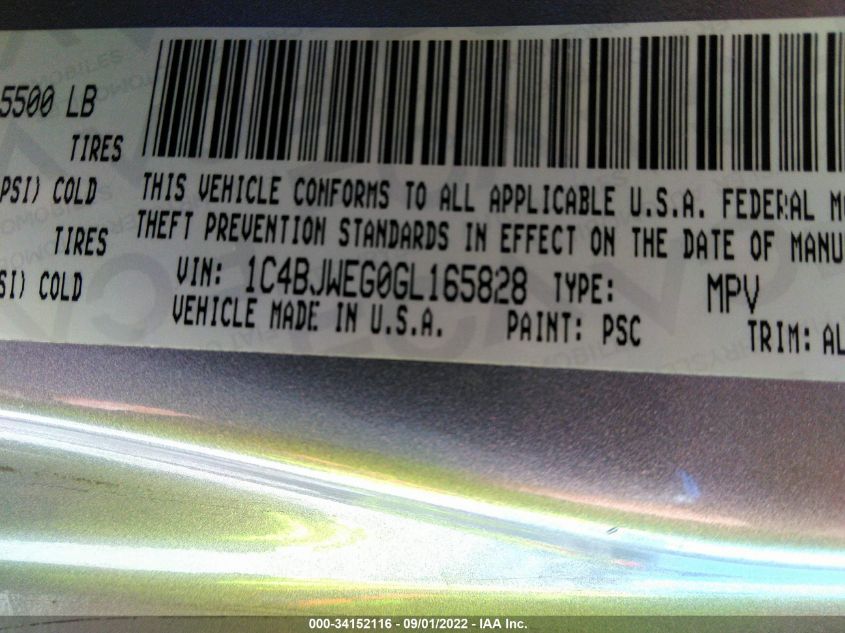 5500 LB
TIRES
PSI) COLD
THIS VEHICLE CONFORMS TO ALL APPLICABLE U.S.A. FEDERAL
THEFT PREVENTION STANDARDS IN EFFECT ON THE DATE OF MANU
TIRES
SI) COLD
VIN: 1C4BJWEG0GL165828 TYPE: MPV
VEHICLE MADE IN U.S.A. PAINT: PSC TRIM: AL
000-34152116 - 09/01/2022 - IAA Inc.